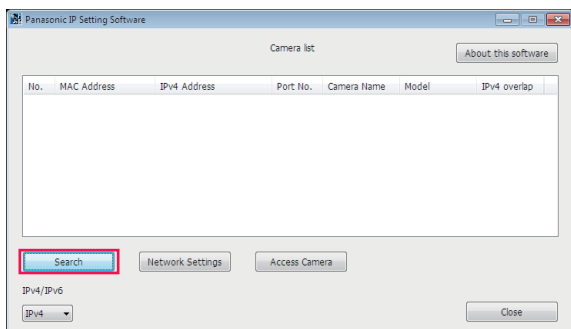 Panasonic IP Setting Software
Camera list
About this software
No. MAC Address IPv4 Address Port No. Camera Name Model IPv4 overlap
Search Network Settings Access Camera
IPv4/IPv6
IPv4 Close